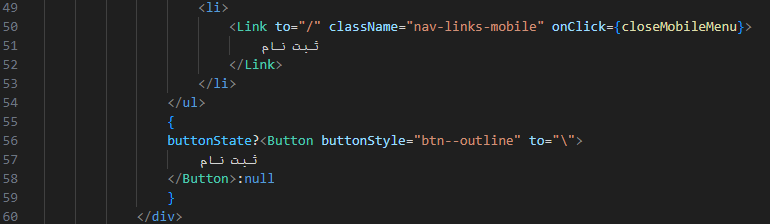 49 <li>
50 <Link to="/" className="nav-links-mobile" onClick={closeMobileMenu}>
51 ثبت نام
52 </Link>
53 </li>
54 </ul>
55 {
56 buttonState?<Button buttonStyle="btn--outline" to="\">
57 ثبت نام
58 </Button>:null
59 }
60 </div>